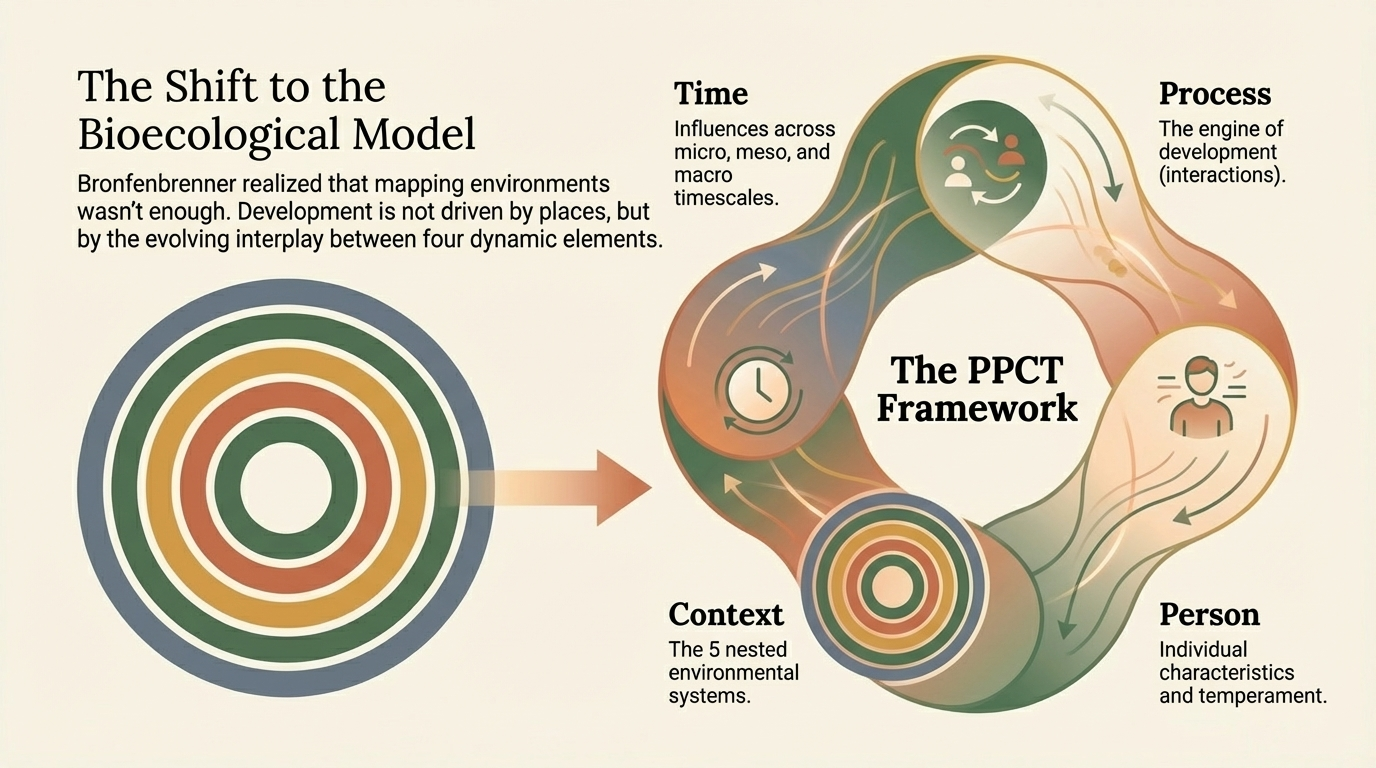 The Shift to the
Bioecological Model
Bronfenbrenner realized that mapping environments
wasn't enough. Development is not driven by places, but
by the evolving interplay between four dynamic elements.
Time
Influences across
micro, meso, and
macro
timescales.
Process
The engine of
development
(interactions).
The PPCT
Framework
Context
The 5 nested
environmental
systems.
Person
Individual
characteristics
and temperament.